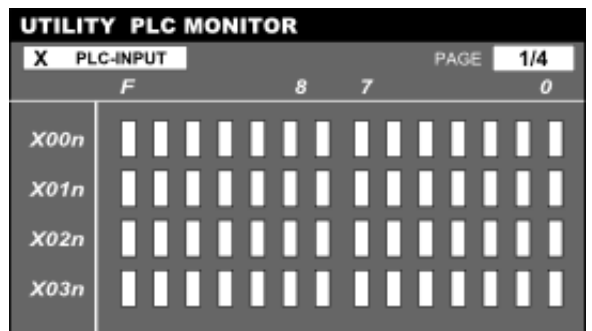 UTILITY PLC MONITOR
X PLC-INPUT PAGE 1/4
F 8 7 0
X00n
X01n
X02n
X03n